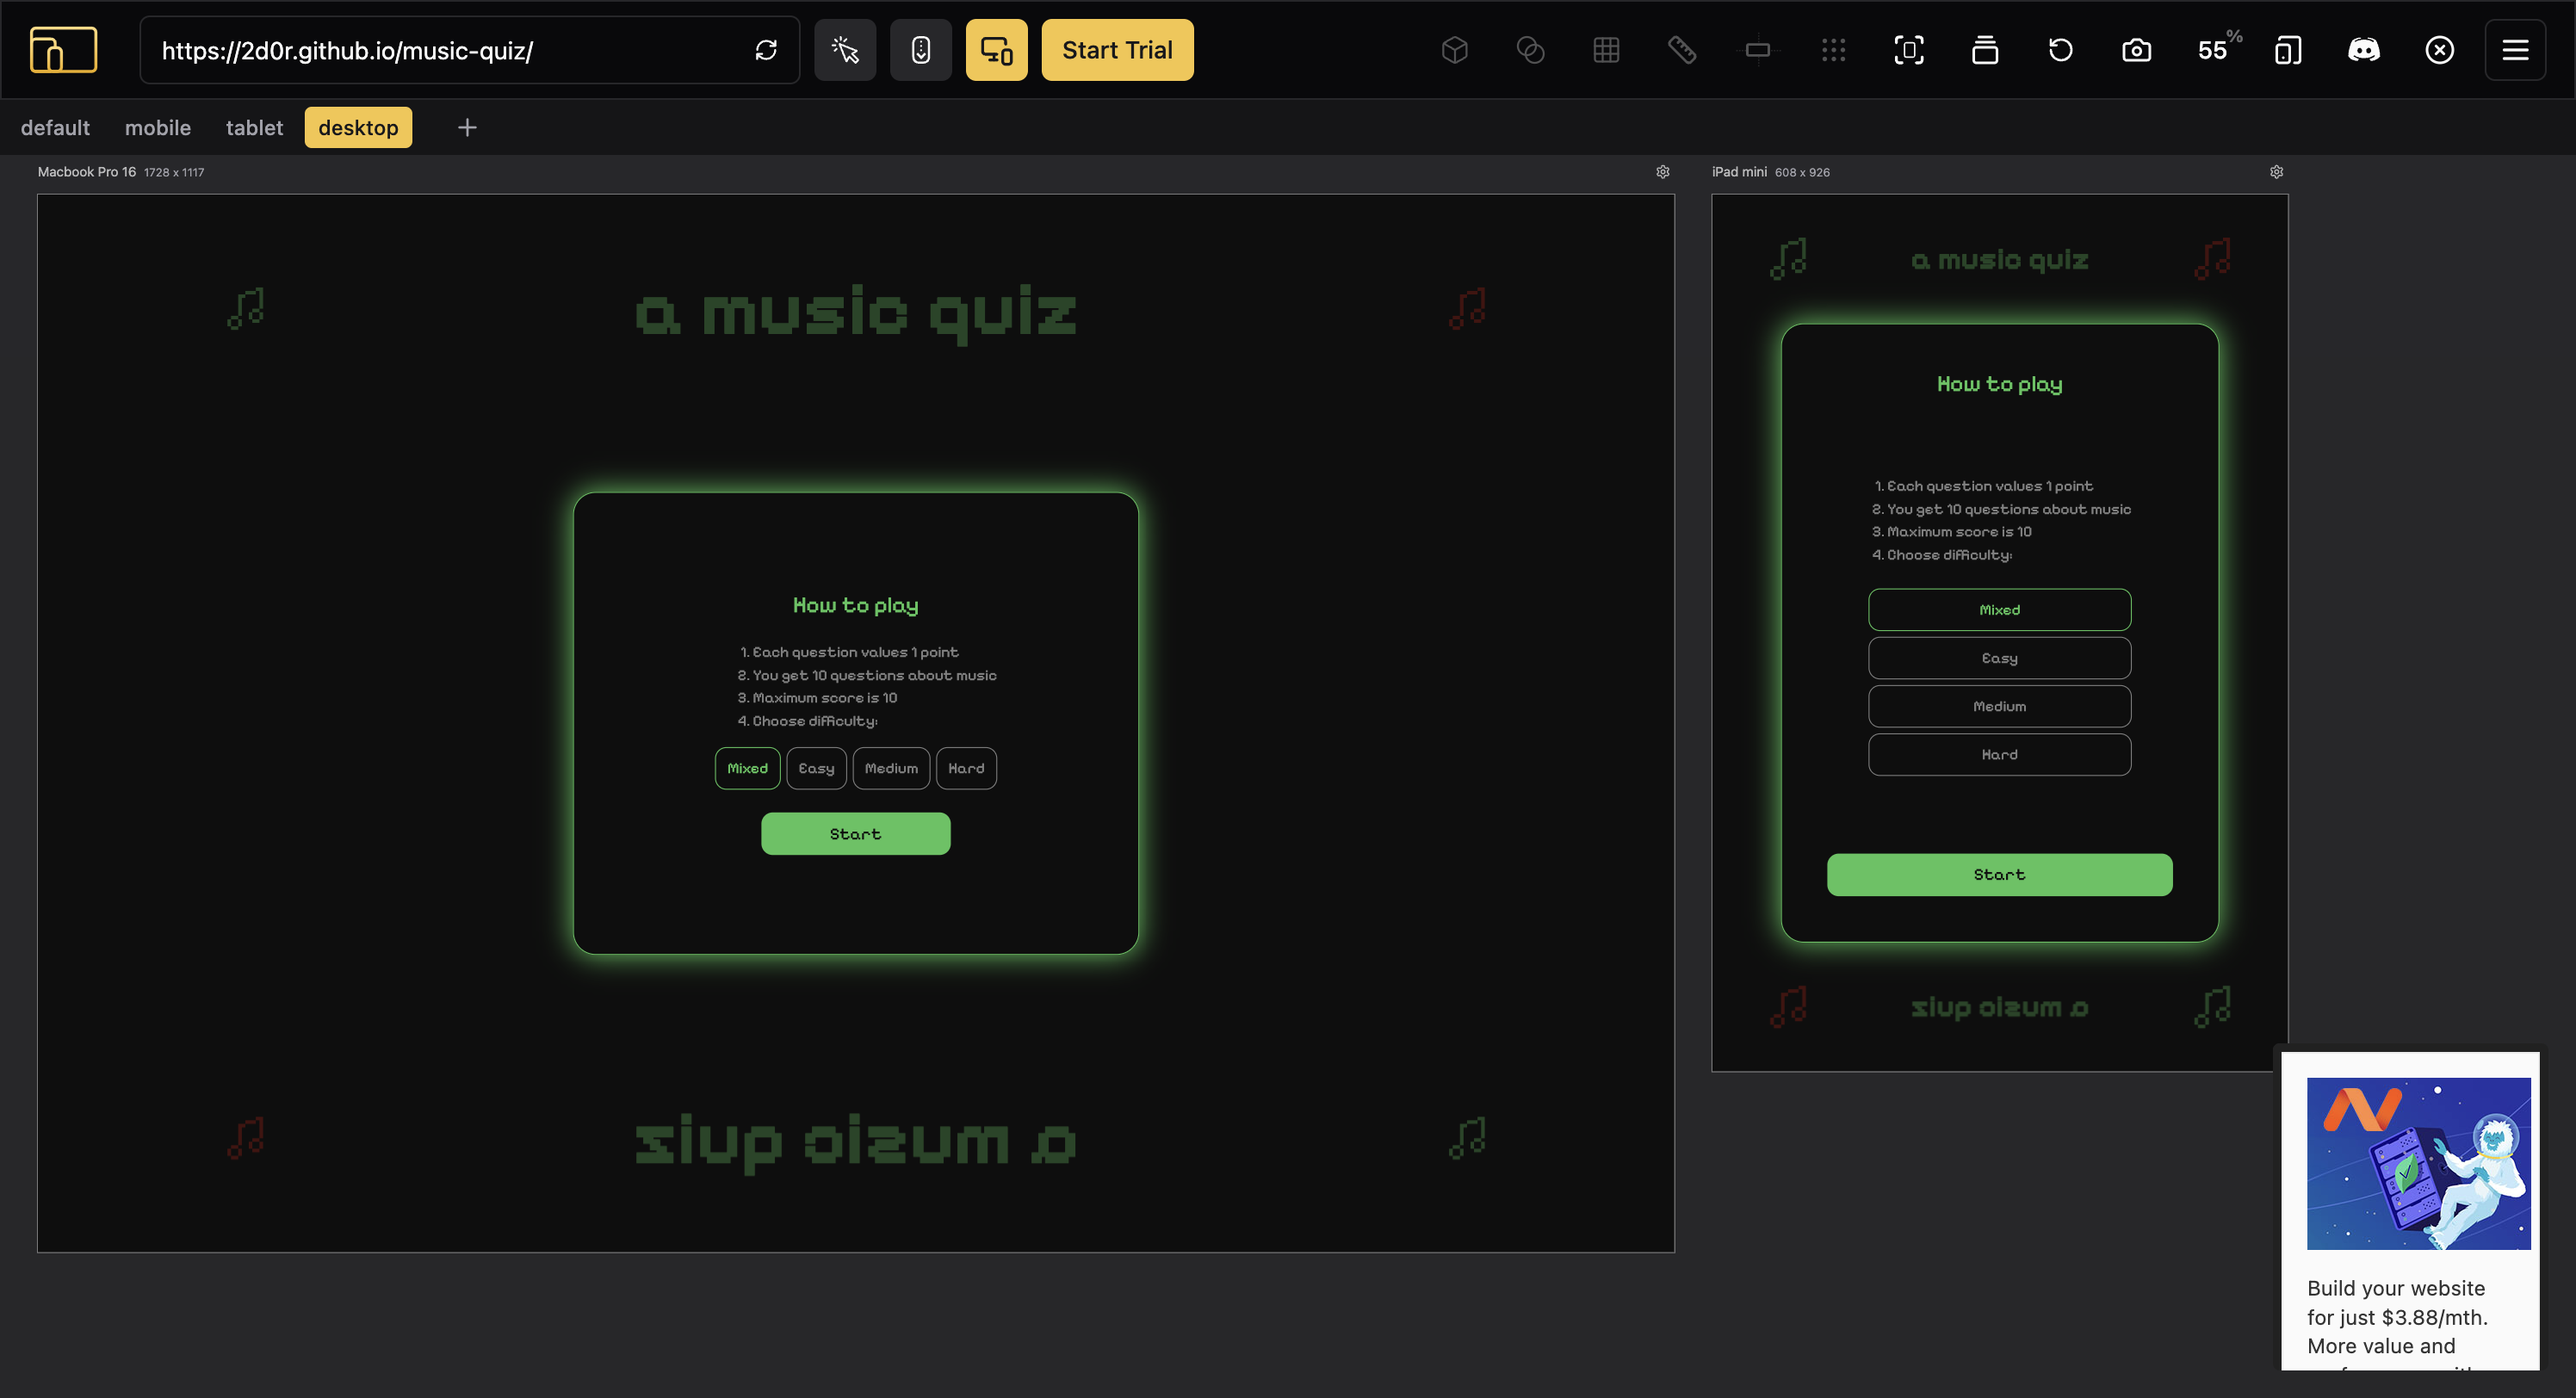 https://2d0r.github.io/music-quiz/
Start Trial
55%
default
mobile
tablet
desktop
Macbook Pro 16 1728 x 1117
a music quiz
How to play
1. Each question values 1 point
2. You get 10 questions about music
3. Maximum score is 10
4. Choose difficulty:
Mixed
Easy
Medium
Hard
Start
a music quiz
iPad mini 608 x 926
a music quiz
How to play
1. Each question values 1 point
2. You get 10 questions about music
3. Maximum score is 10
4. Choose difficulty:
Mixed
Easy
Medium
Hard
Start
a music quiz
Build your website
for just $3.88/mth.
More value and